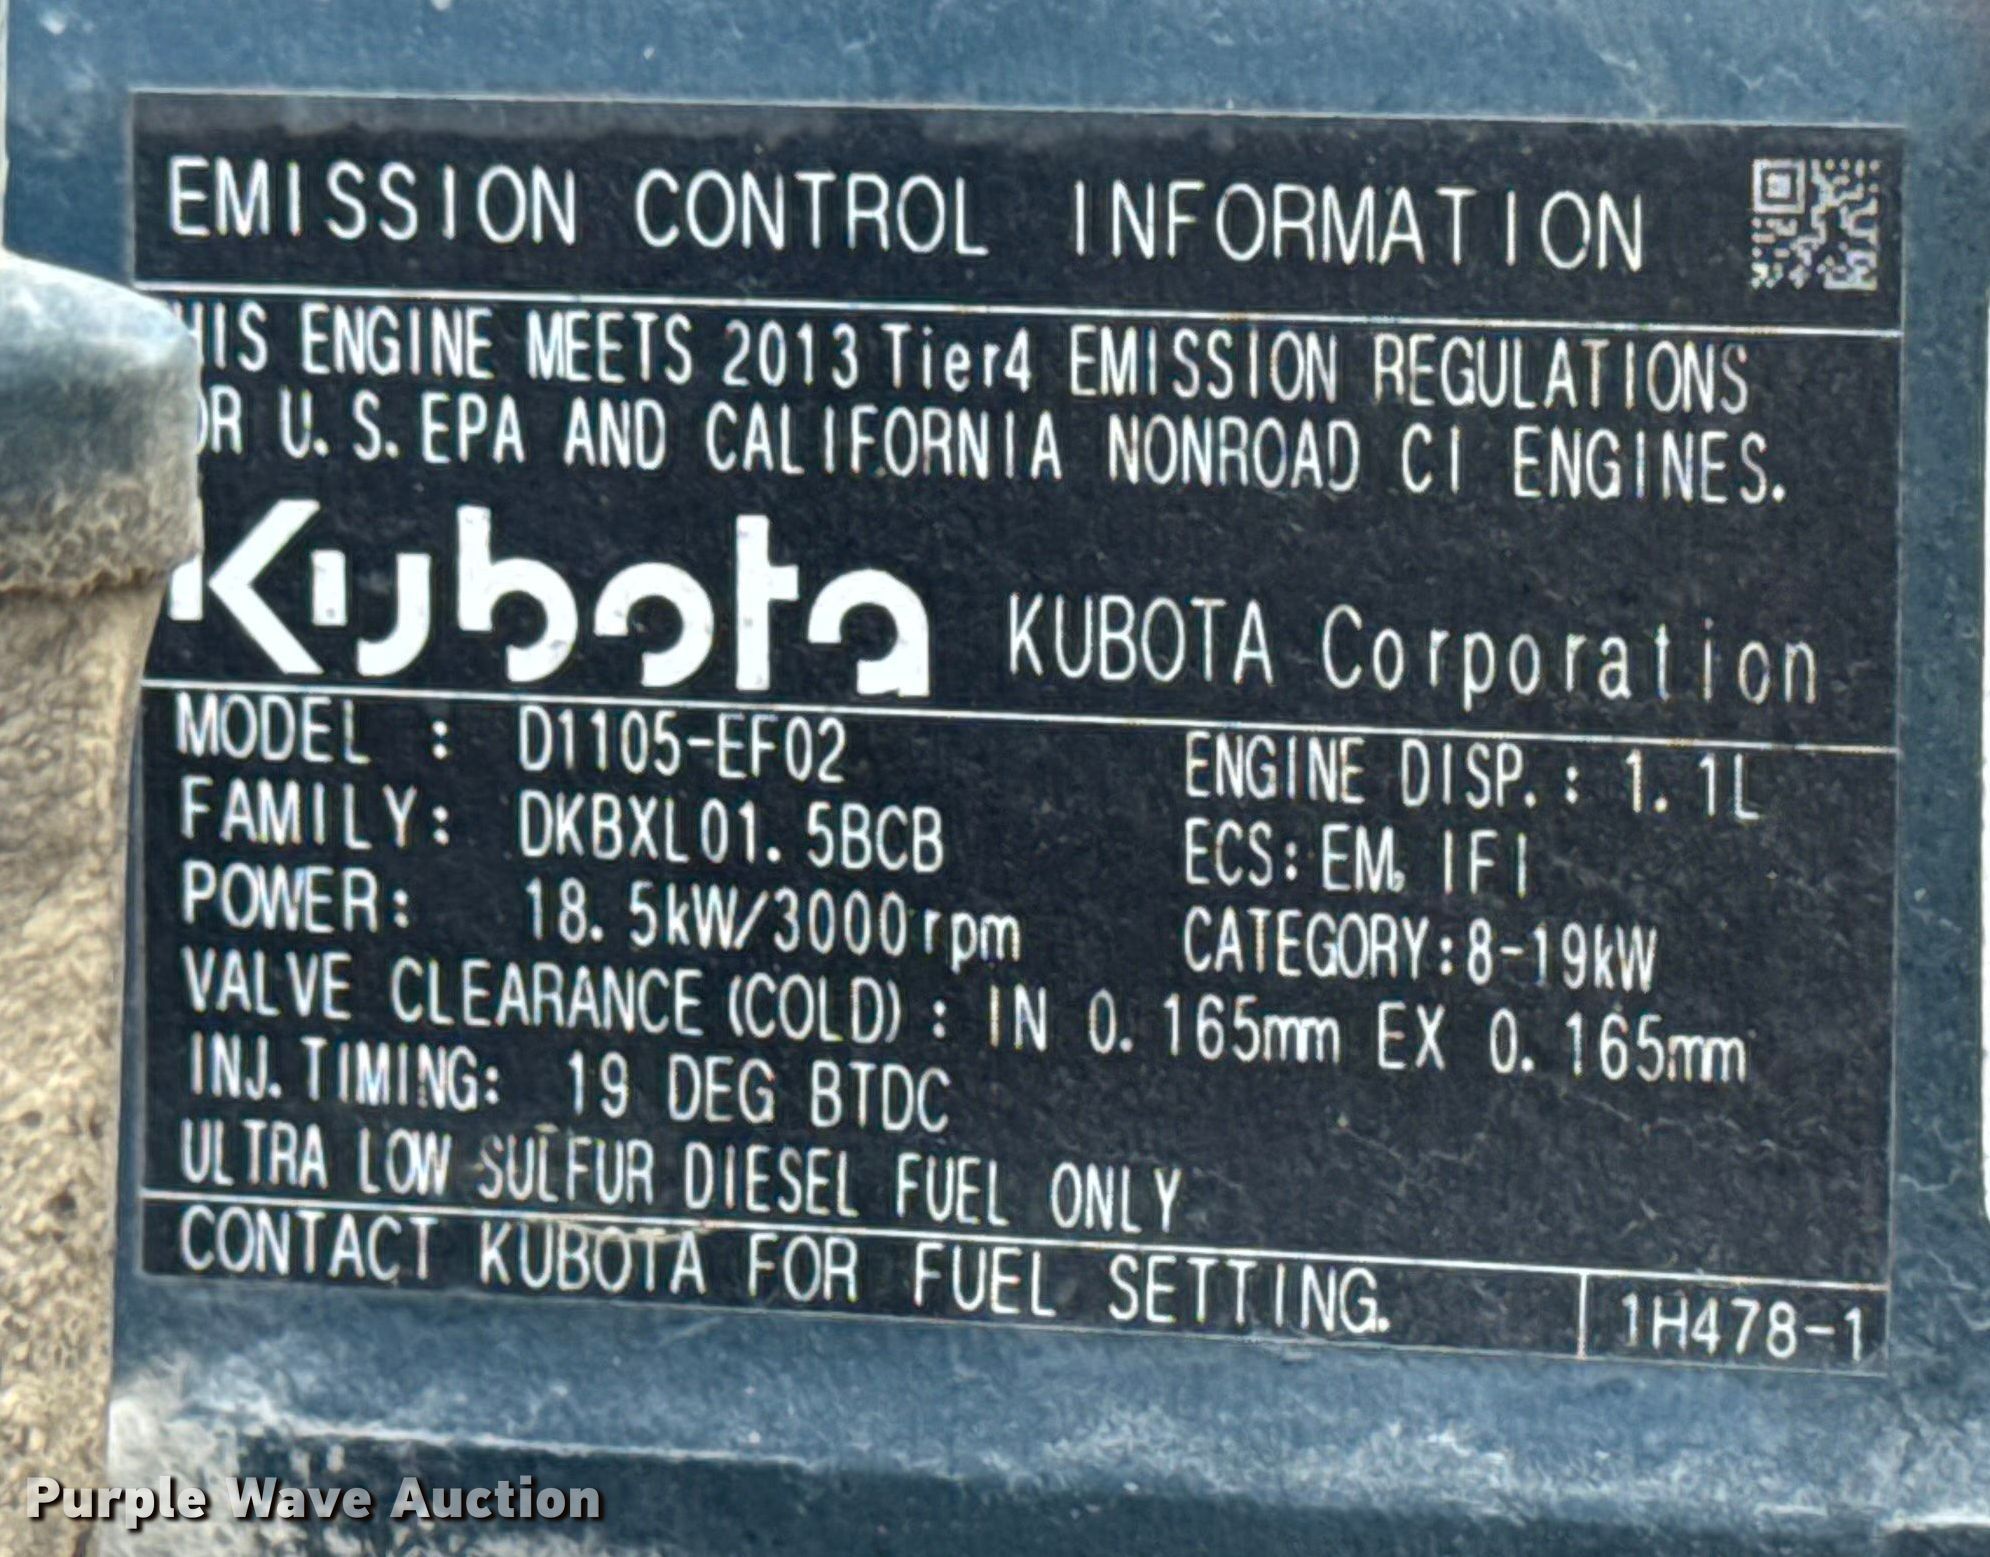 EMISSION CONTROL INFORMATION
HIS ENGINE MEETS 2013 Tier4 EMISSION REGULATIONS
OR U.S.EPA AND CALIFORNIA NONROAD CI ENGINES.
Kubota KUBOTA Corporation
MODEL : D1105-EF02 ENGINE DISP.: 1.1L
FAMILY: DKBXL01.5BCB ECS: EM, IFI
POWER: 18.5kW/3000rpm CATEGORY:8-19kW
VALVE CLEARANCE (COLD) : IN 0.165mm EX 0.165mm
INJ.TIMING: 19 DEG BTDC
ULTRA LOW SULFUR DIESEL FUEL ONLY
CONTACT KUBOTA FOR FUEL SETTING. 1H478-1
Purple Wave Auction